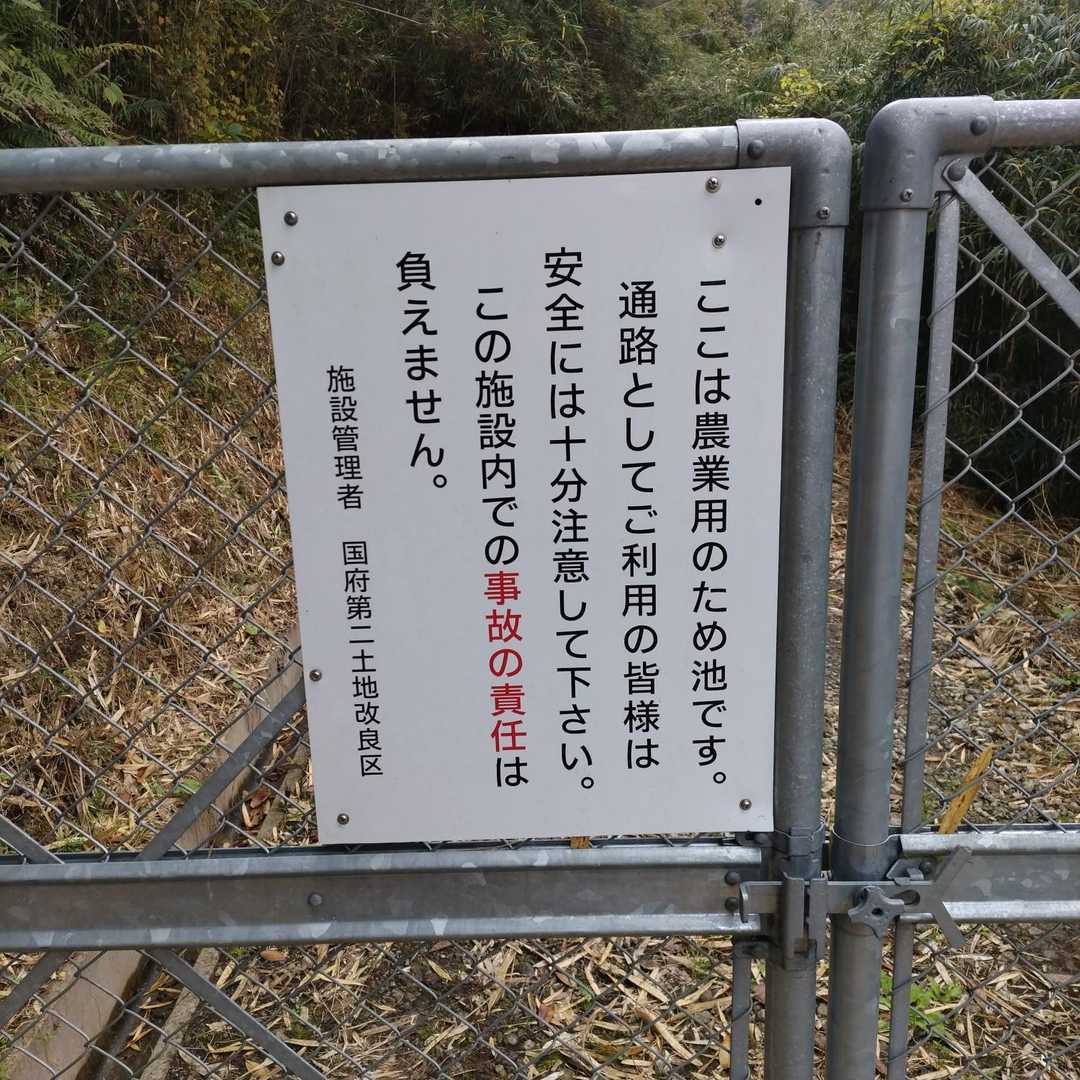 ここは農業用のため池です。
通路としてご利用の皆様は
安全には十分注意して下さい。
この施設内での事故の責任は
負えません。
施設管理者　国府第二土地改良区